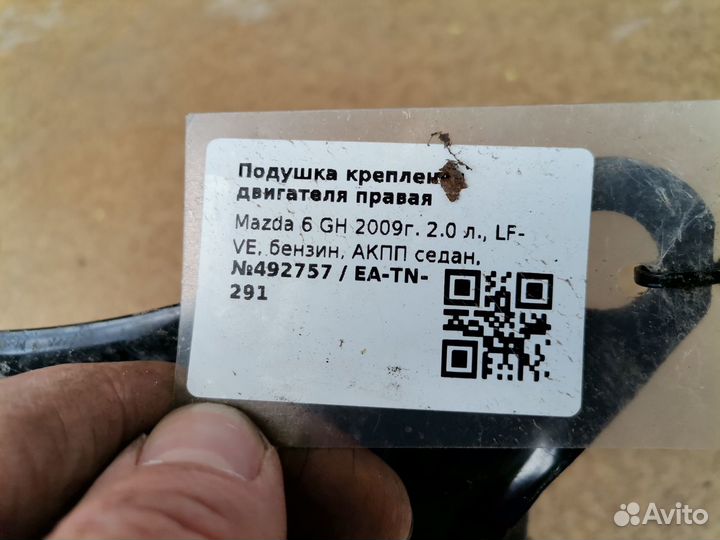 Подушка креплен
двигателя правая
Mazda 6 GH 2009г. 2.0 л., LF-
VE, бензин, АКПП седан,
№492757 / EA-TN-
291
Avito